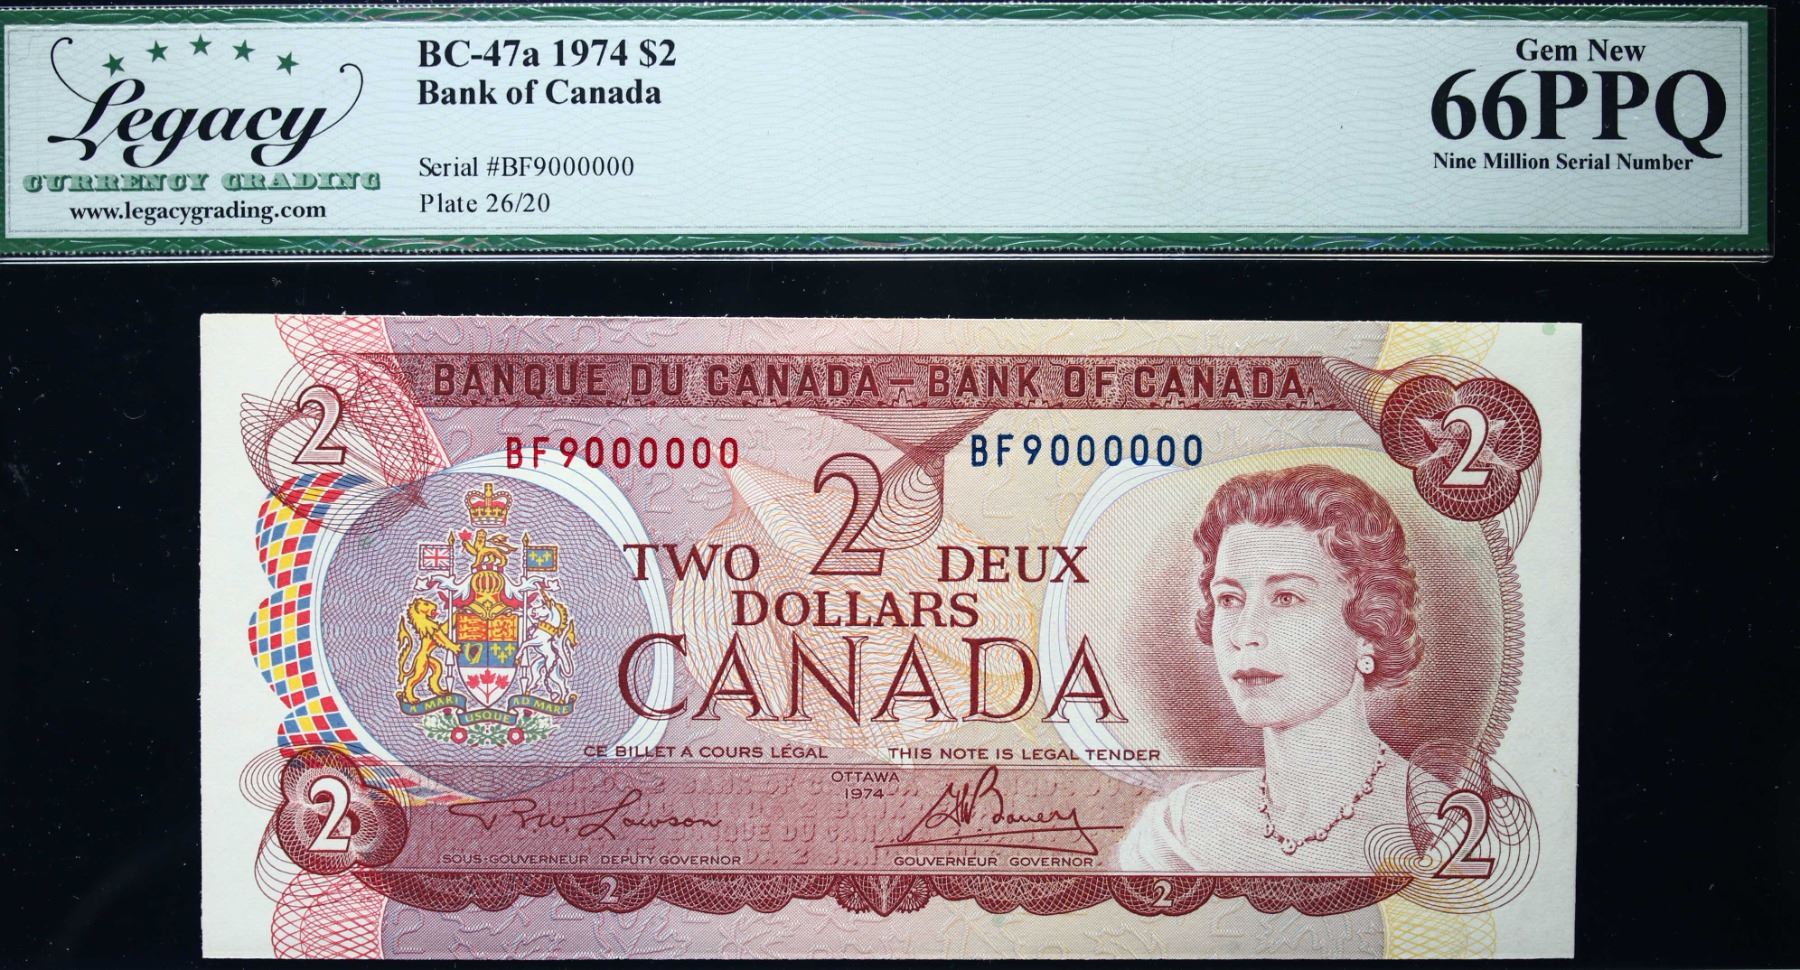 Legacy
CURRENCY GRADING
www.legacygrading.com
BC-47a 1974 $2
Bank of Canada
Serial #BF9000000
Plate 26/20
Gem New
66PPQ
Nine Million Serial Number
BANQUE DU CANADA – BANK OF CANADA
2
2
BF9000000
BF9000000
2
TWO DEUX
DOLLARS
CANADA
A MARI USQUE AD MARE
CE BILLET A COURS LÉGAL THIS NOTE IS LEGAL TENDER
OTTAWA
1974
2
2
R.W. Lawson
G.K. Bouey
SOUS-GOUVERNEUR DEPUTY GOVERNOR
GOUVERNEUR GOVERNOR
2
2